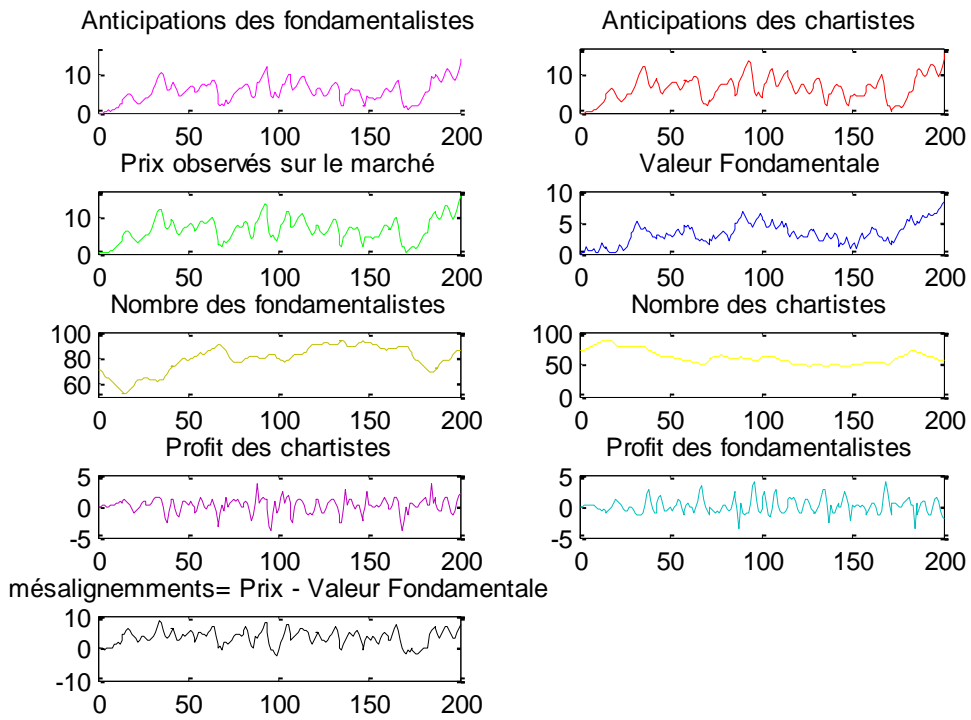 Anticipations des fondamentalistes
10
0
0 50 100 150 200
Anticipations des chartistes
10
0
0 50 100 150 200
Prix observés sur le marché
10
0
0 50 100 150 200
Valeur Fondamentale
10
5
0
0 50 100 150 200
Nombre des fondamentalistes
100
80
60
0 50 100 150 200
Nombre des chartistes
100
50
0
0 50 100 150 200
Profit des chartistes
5
0
-5
0 50 100 150 200
Profit des fondamentalistes
5
0
-5
0 50 100 150 200
mésalignemments= Prix - Valeur Fondamentale
10
0
-10
0 50 100 150 200